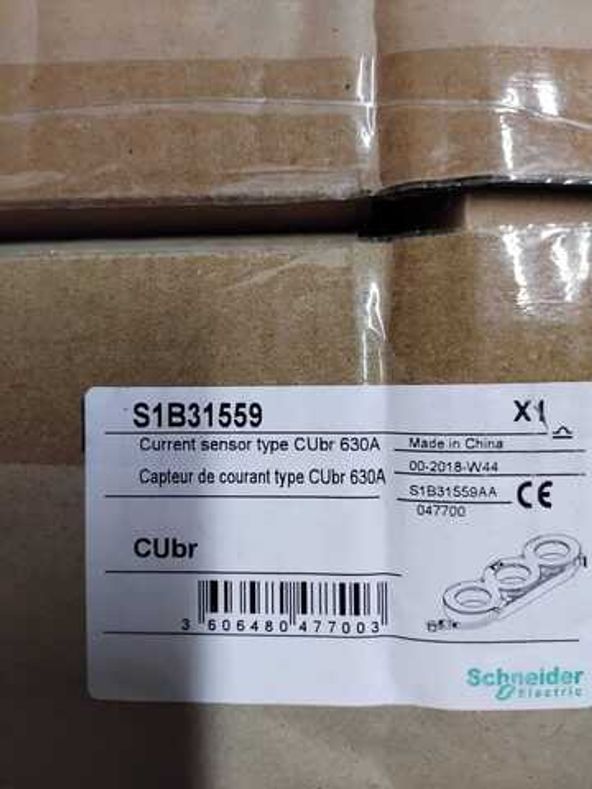 S1B31559
X1
Current sensor type CUbr 630A
Capteur de courant type CUbr 630A
Made in China
00-2018-W44
S1B31559AA
047700
CE
CUbr
3 606480 477003
Schneider
Electric